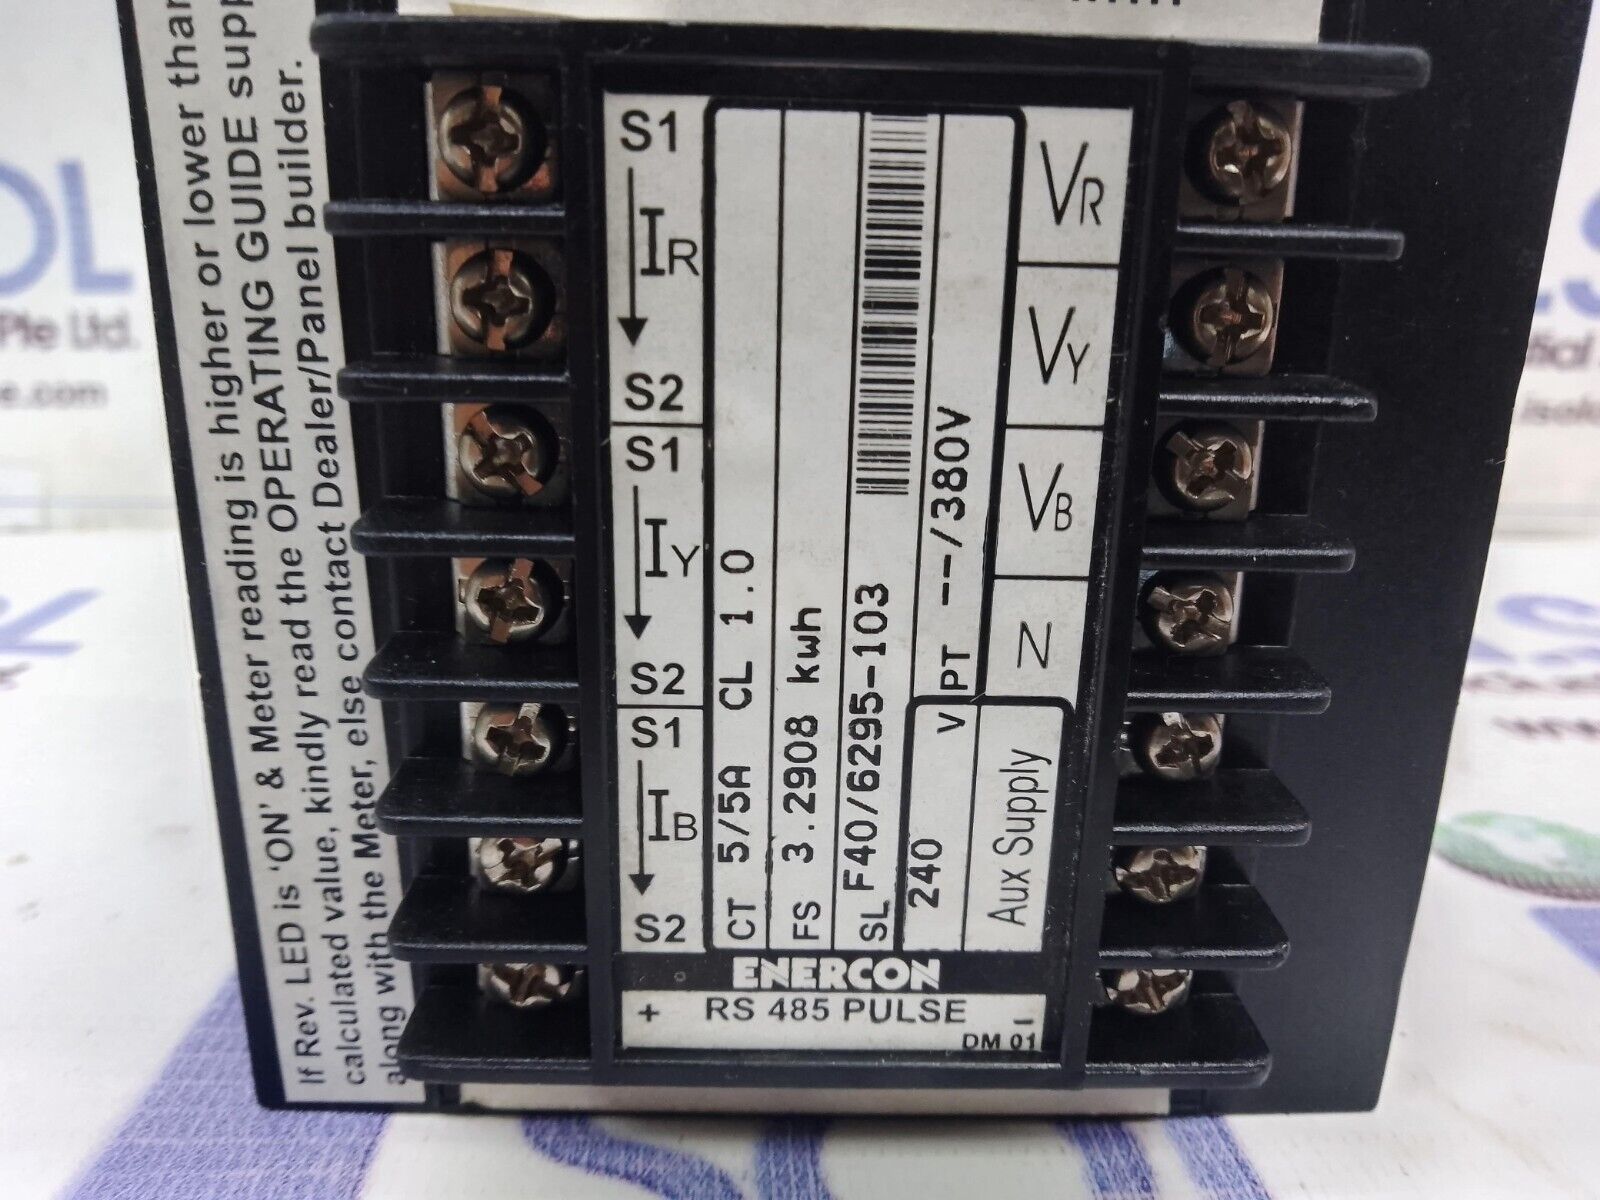 If Rev. LED is 'ON' & Meter reading is higher or lower than
calculated value, kindly read the OPERATING GUIDE
along with the Meter, else contact Dealer/Panel builder.
S1
IR
S2
S1
IY
S2
S1
IB
S2
CT 5/5A CL 1.0
FS 3.2908 kwh
SL F40/6295-103
PT --/380V
240 V
Aux Supply
VR
VY
VB
N
ENERCON
+ RS 485 PULSE –
DM 01
Pte Ltd.